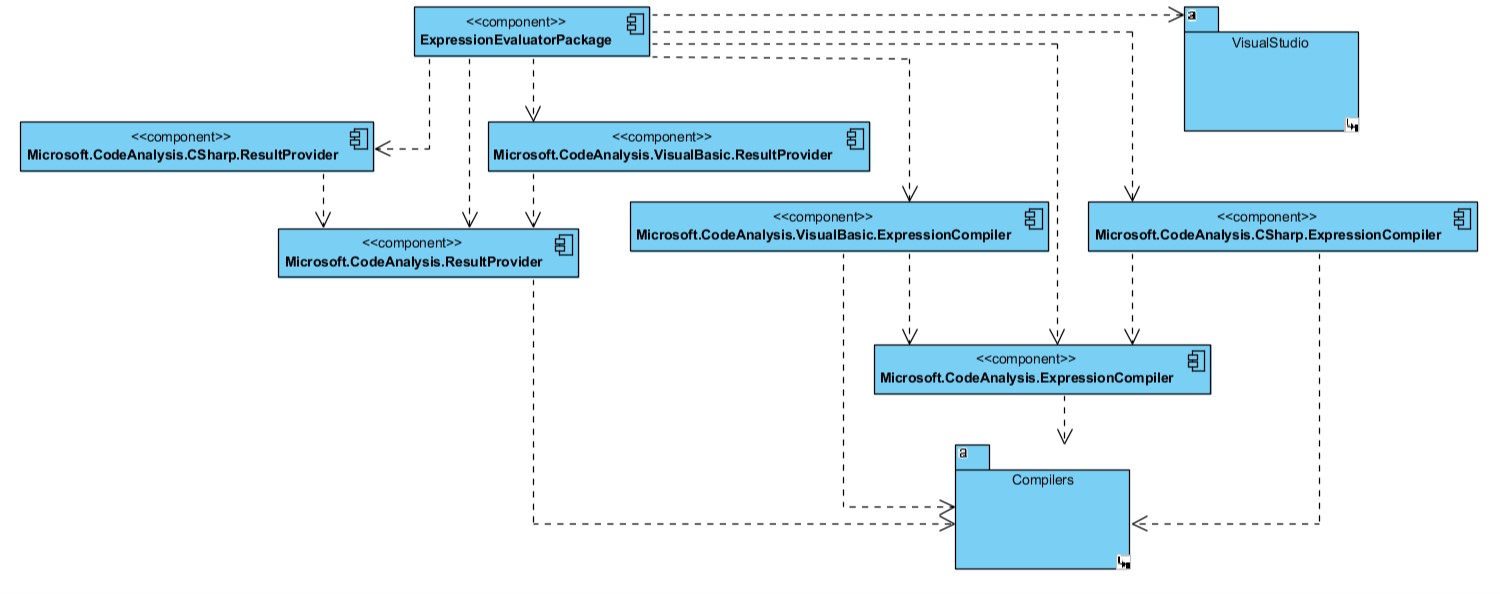 <<component>>
ExpressionEvaluatorPackage
a
VisualStudio
<<component>>
Microsoft.CodeAnalysis.CSharp.ResultProvider
<<component>>
Microsoft.CodeAnalysis.VisualBasic.ResultProvider
<<component>>
Microsoft.CodeAnalysis.VisualBasic.ExpressionCompiler
<<component>>
Microsoft.CodeAnalysis.CSharp.ExpressionCompiler
<<component>>
Microsoft.CodeAnalysis.ResultProvider
<<component>>
Microsoft.CodeAnalysis.ExpressionCompiler
a
Compilers